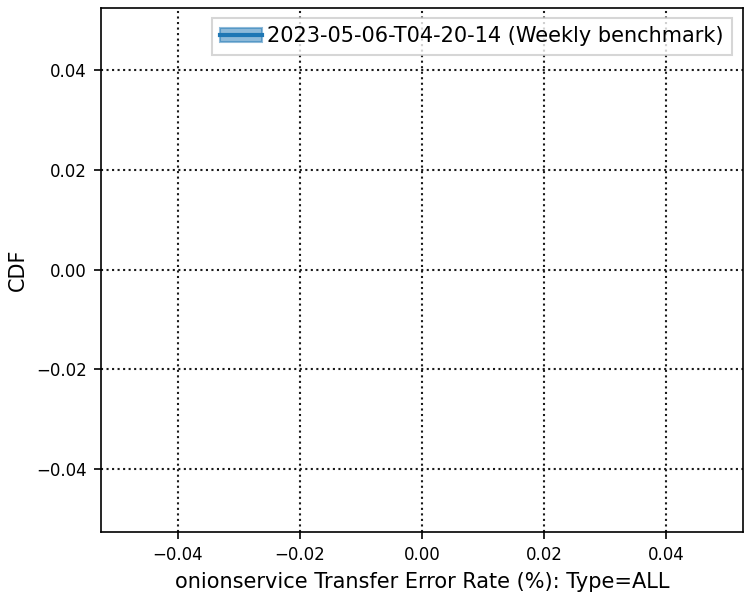 2023-05-06-T04-20-14 (Weekly benchmark)
CDF
0.04
0.02
0.00
−0.02
−0.04
−0.04 −0.02 0.00 0.02 0.04
onionservice Transfer Error Rate (%): Type=ALL